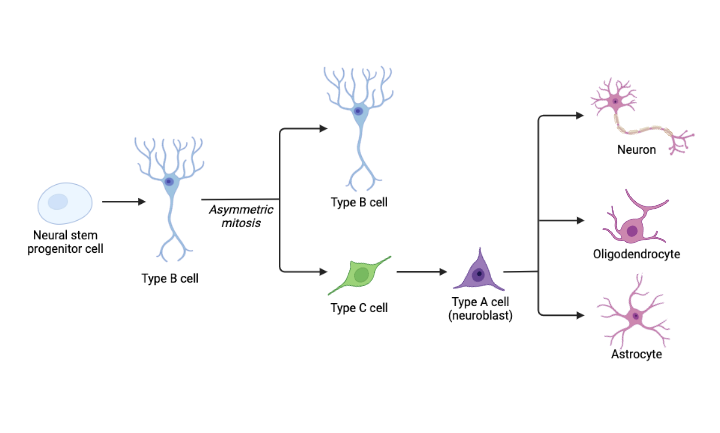 Neural stem
progenitor cell
Type B cell
Asymmetric
mitosis
Type B cell
Type C cell
Type A cell
(neuroblast)
Neuron
Oligodendrocyte
Astrocyte